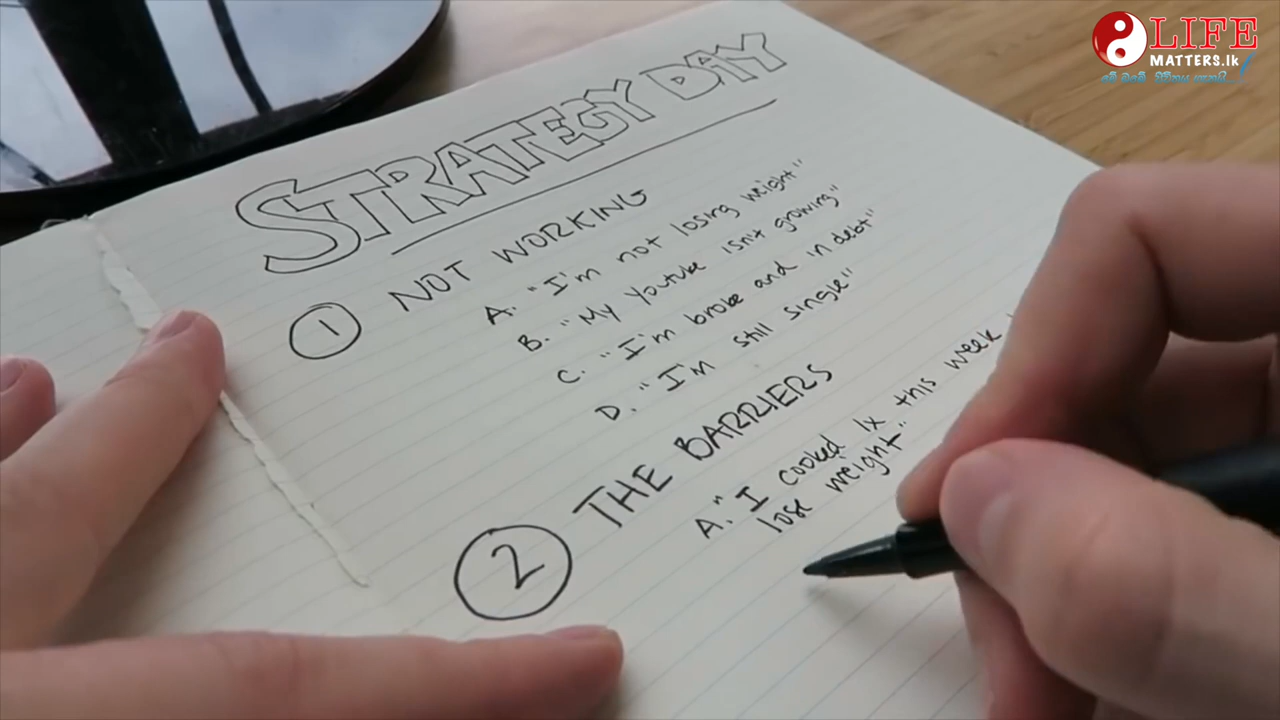 LIFE
MATTERS.lk
STRATEGY DAY
1 NOT WORKING
A. "I'm not losing weight"
B. "My Youtube isn't growing"
C. "I'm broke and in debt"
D. "I'm still single"
2 THE BARRIERS
A. "I cooked 1x this week
lose weight"